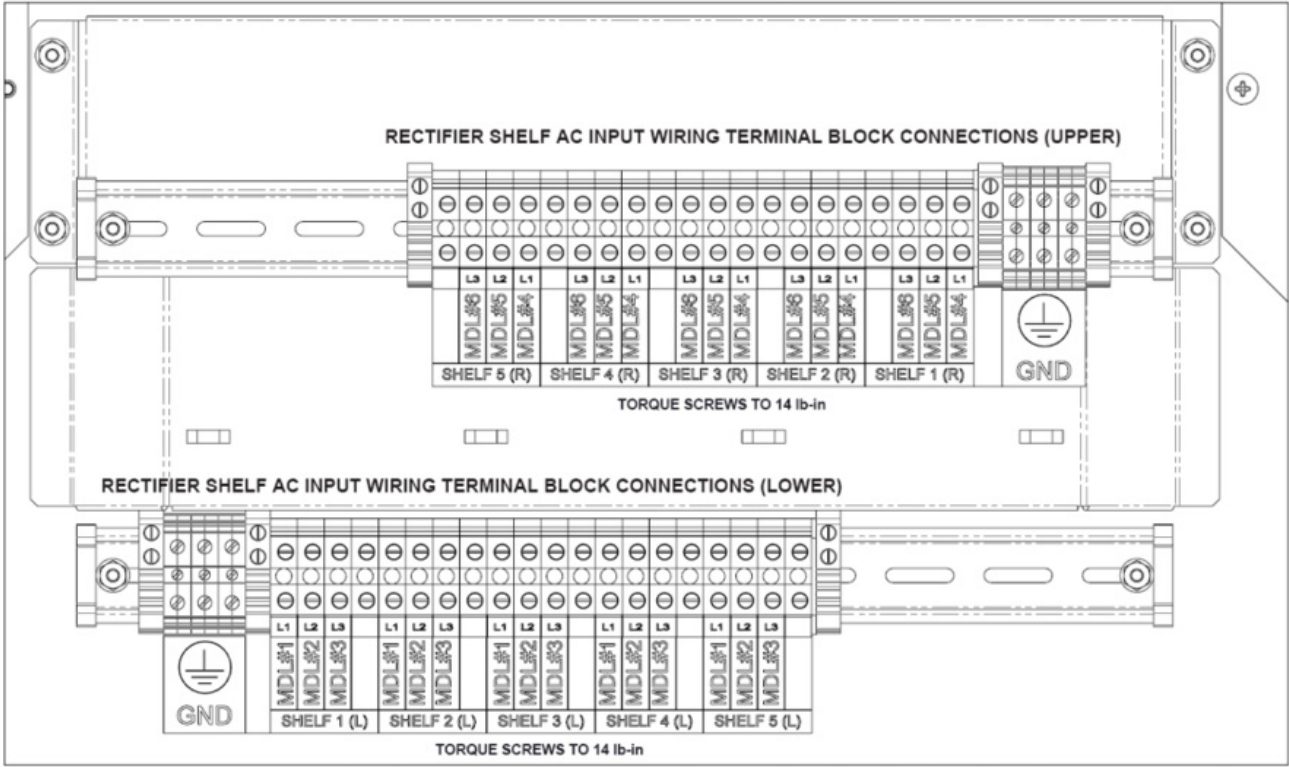 RECTIFIER SHELF AC INPUT WIRING TERMINAL BLOCK CONNECTIONS (UPPER)
L3 L2 L1 L3 L2 L1 L3 L2 L1 L3 L2 L1 L3 L2 L1
MDL#6 MDL#5 MDL#4 MDL#6 MDL#5 MDL#4 MDL#6 MDL#5 MDL#4 MDL#6 MDL#5 MDL#4 MDL#6 MDL#5 MDL#4
SHELF 5 (R) SHELF 4 (R) SHELF 3 (R) SHELF 2 (R) SHELF 1 (R) GND
TORQUE SCREWS TO 14 lb-in
RECTIFIER SHELF AC INPUT WIRING TERMINAL BLOCK CONNECTIONS (LOWER)
L1 L2 L3 L1 L2 L3 L1 L2 L3 L1 L2 L3 L1 L2 L3
MDL#1 MDL#2 MDL#3 MDL#1 MDL#2 MDL#3 MDL#1 MDL#2 MDL#3 MDL#1 MDL#2 MDL#3 MDL#1 MDL#2 MDL#3
GND SHELF 1 (L) SHELF 2 (L) SHELF 3 (L) SHELF 4 (L) SHELF 5 (L)
TORQUE SCREWS TO 14 lb-in